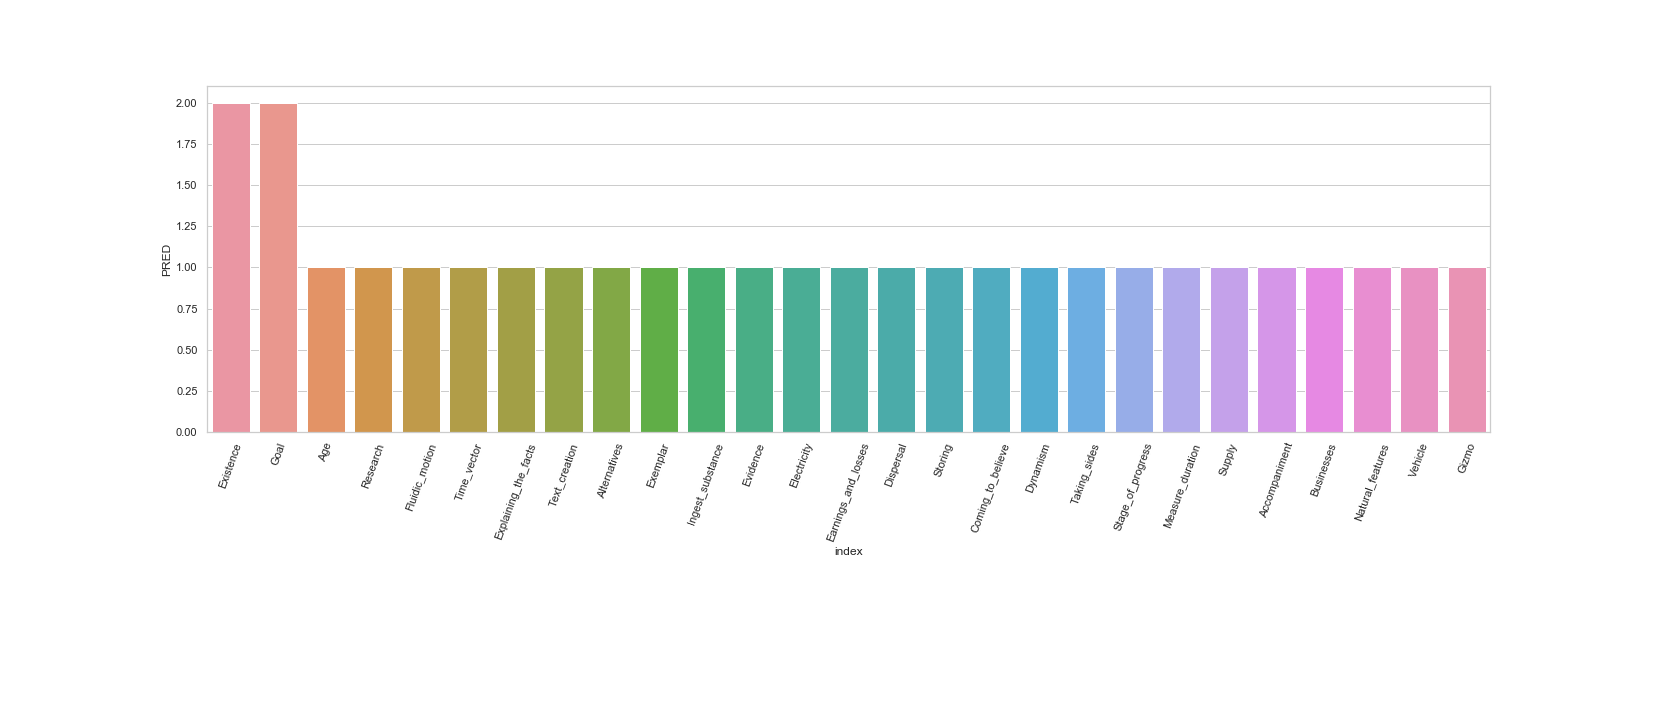 2.00
1.75
1.50
1.25
1.00
0.75
0.50
0.25
0.00
PRED
Existence
Goal
Age
Research
Fluidic_motion
Time_vector
Explaining_the_facts
Text_creation
Alternatives
Exemplar
Ingest_substance
Evidence
Electricity
Earnings_and_losses
Dispersal
Storing
Coming_to_believe
Dynamism
Taking_sides
Stage_of_progress
Measure_duration
Supply
Accompaniment
Businesses
Natural_features
Vehicle
Gizmo
index